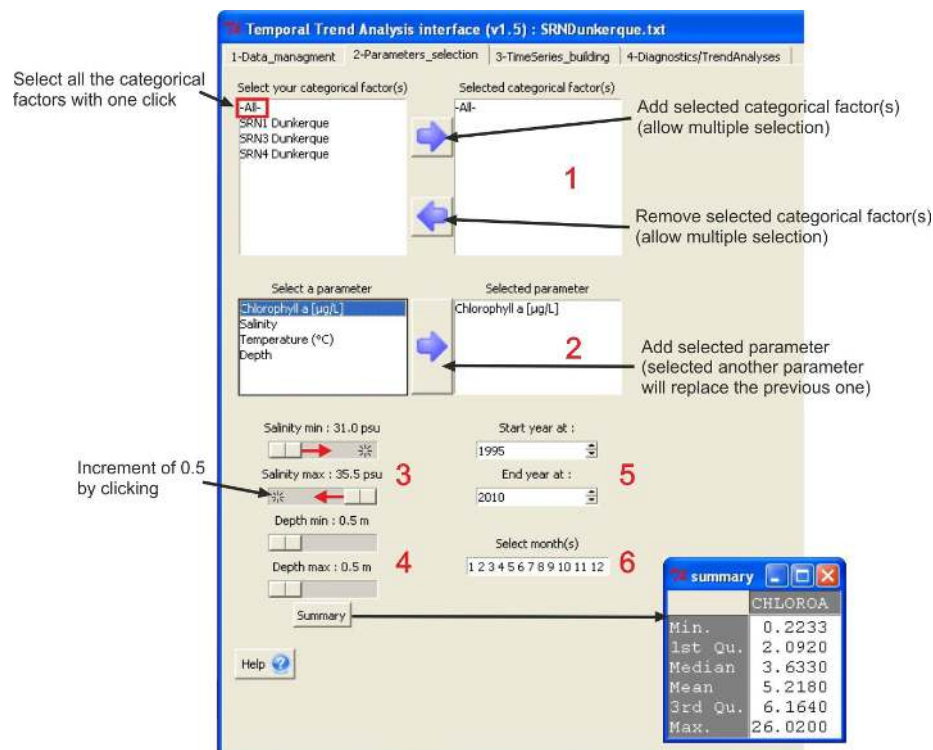 Temporal Trend Analysis interface (v1.5) : SRNDunkerque.txt
1-Data_managment 2-Parameters_selection 3-TimeSeries_building 4-Diagnostics/TrendAnalyses
Select all the categorical
factors with one click
Select your categorical factor(s)
-All-
SRN1 Dunkerque
SRN3 Dunkerque
SRN4 Dunkerque
Selected categorical factor(s)
-All-
1
Add selected categorical factor(s)
(allow multiple selection)
Remove selected categorical factor(s)
(allow multiple selection)
Select a parameter
Chlorophyll a [µg/L]
Salinity
Temperature (°C)
Depth
Selected parameter
Chlorophyll a [µg/L]
2
Add selected parameter
(selected another parameter
will replace the previous one)
Increment of 0.5
by clicking
Salinity min : 31.0 psu
Salinity max : 35.5 psu
3
Depth min : 0.5 m
Depth max : 0.5 m
4
Start year at :
1995
End year at :
2010
5
Select month(s)
1 2 3 4 5 6 7 8 9 10 11 12
6
Summary
Help
summary
CHLOROA
Min. 0.2233
1st Qu. 2.0920
Median 3.6330
Mean 5.2180
3rd Qu. 6.1640
Max. 26.0200